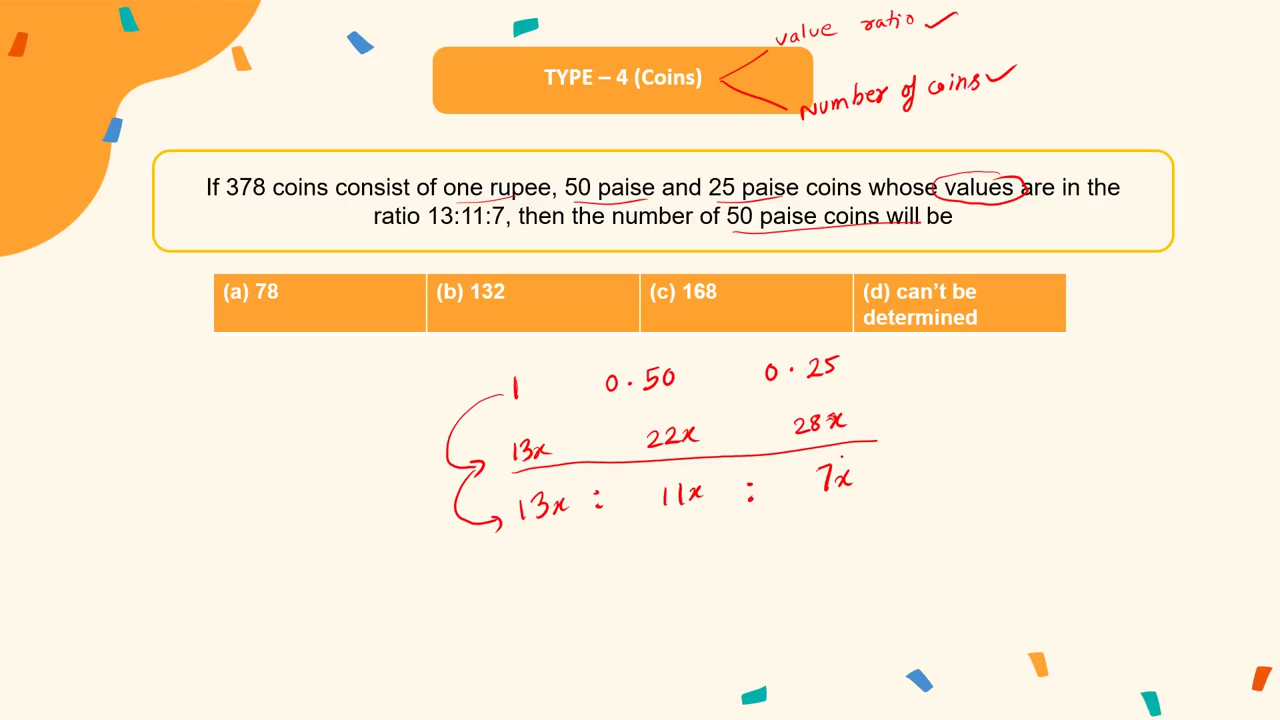 value ratio ✓
TYPE – 4 (Coins)
Number of coins ✓
If 378 coins consist of one rupee, 50 paise and 25 paise coins whose values are in the
ratio 13:11:7, then the number of 50 paise coins will be
(a) 78 (b) 132 (c) 168 (d) can't be
determined
1 0.50 0.25
13x 22x 28x
13x : 11x : 7x